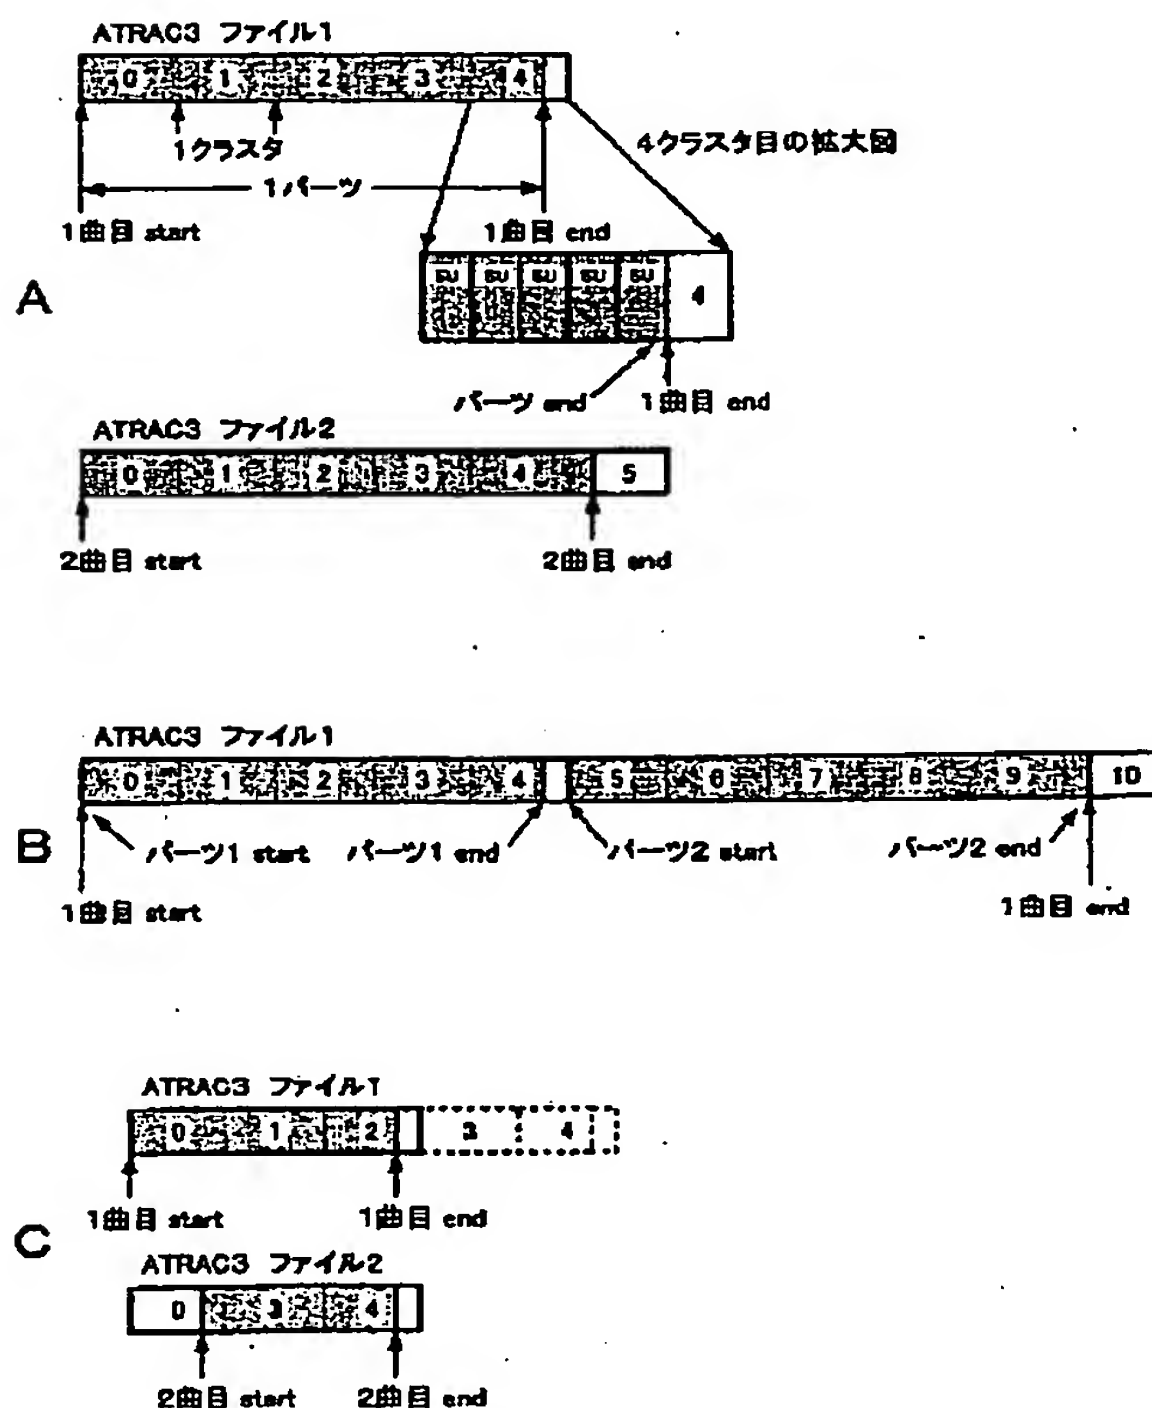 ATRAC3 ファイル1
0 1 2 3 4
1クラスタ
4クラスタ目の拡大図
1パーツ
1曲目 start
1曲目 end
A
SU SU SU SU SU 4
パーツ end
1曲目 end
ATRAC3 ファイル2
0 1 2 3 4 5
2曲目 start
2曲目 end
ATRAC3 ファイル1
0 1 2 3 4 5 6 7 8 9 10
B
パーツ1 start
パーツ1 end
パーツ2 start
パーツ2 end
1曲目 start
1曲目 end
ATRAC3 ファイル1
0 1 2 3 4
1曲目 start
1曲目 end
C
ATRAC3 ファイル2
0 3 4
2曲目 start
2曲目 end